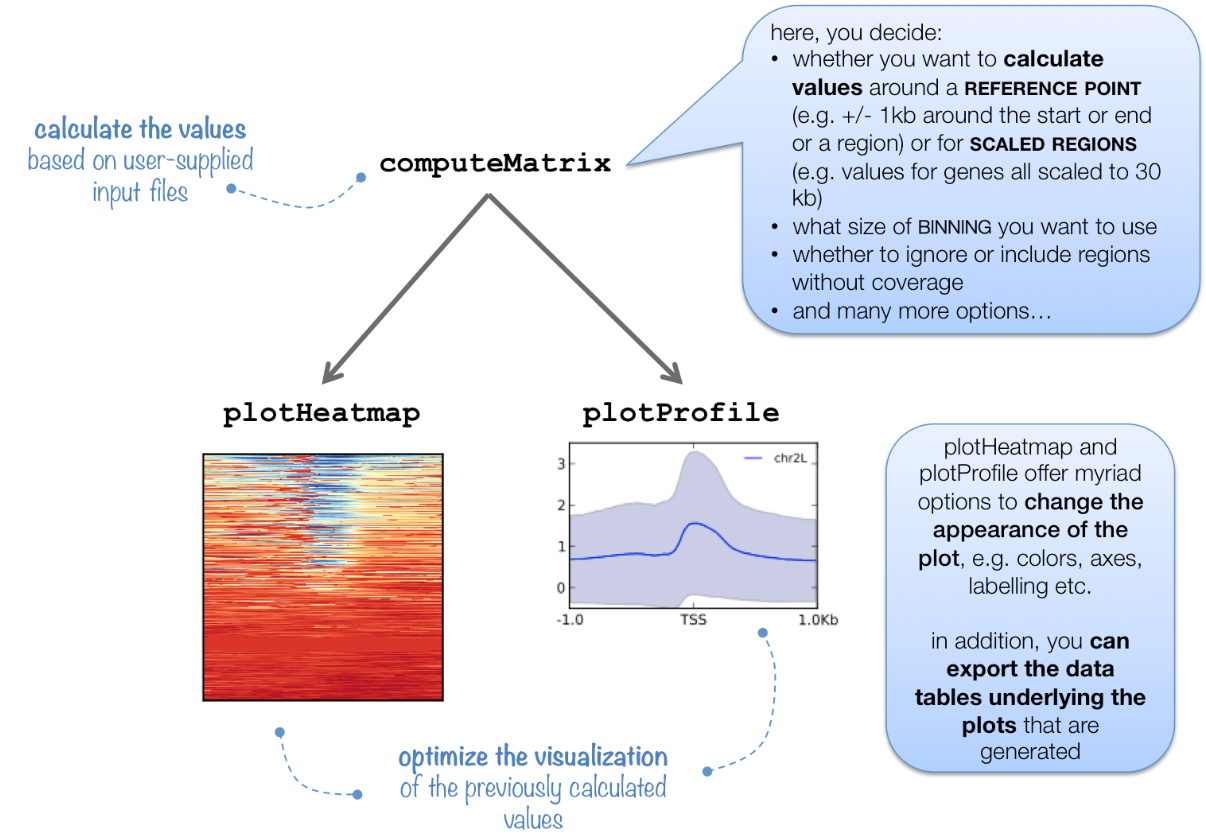 here, you decide:
• whether you want to calculate
values around a REFERENCE POINT
(e.g. +/- 1kb around the start or end
or a region) or for SCALED REGIONS
(e.g. values for genes all scaled to 30
kb)
• what size of BINNING you want to use
• whether to ignore or include regions
without coverage
• and many more options…
calculate the values
based on user-supplied
input files
computeMatrix
plotHeatmap
plotProfile
chr2L
3
2
1
0
-1.0
TSS
1.0Kb
plotHeatmap and
plotProfile offer myriad
options to change the
appearance of the
plot, e.g. colors, axes,
labelling etc.
in addition, you can
export the data
tables underlying the
plots that are
generated
optimize the visualization
of the previously calculated
values